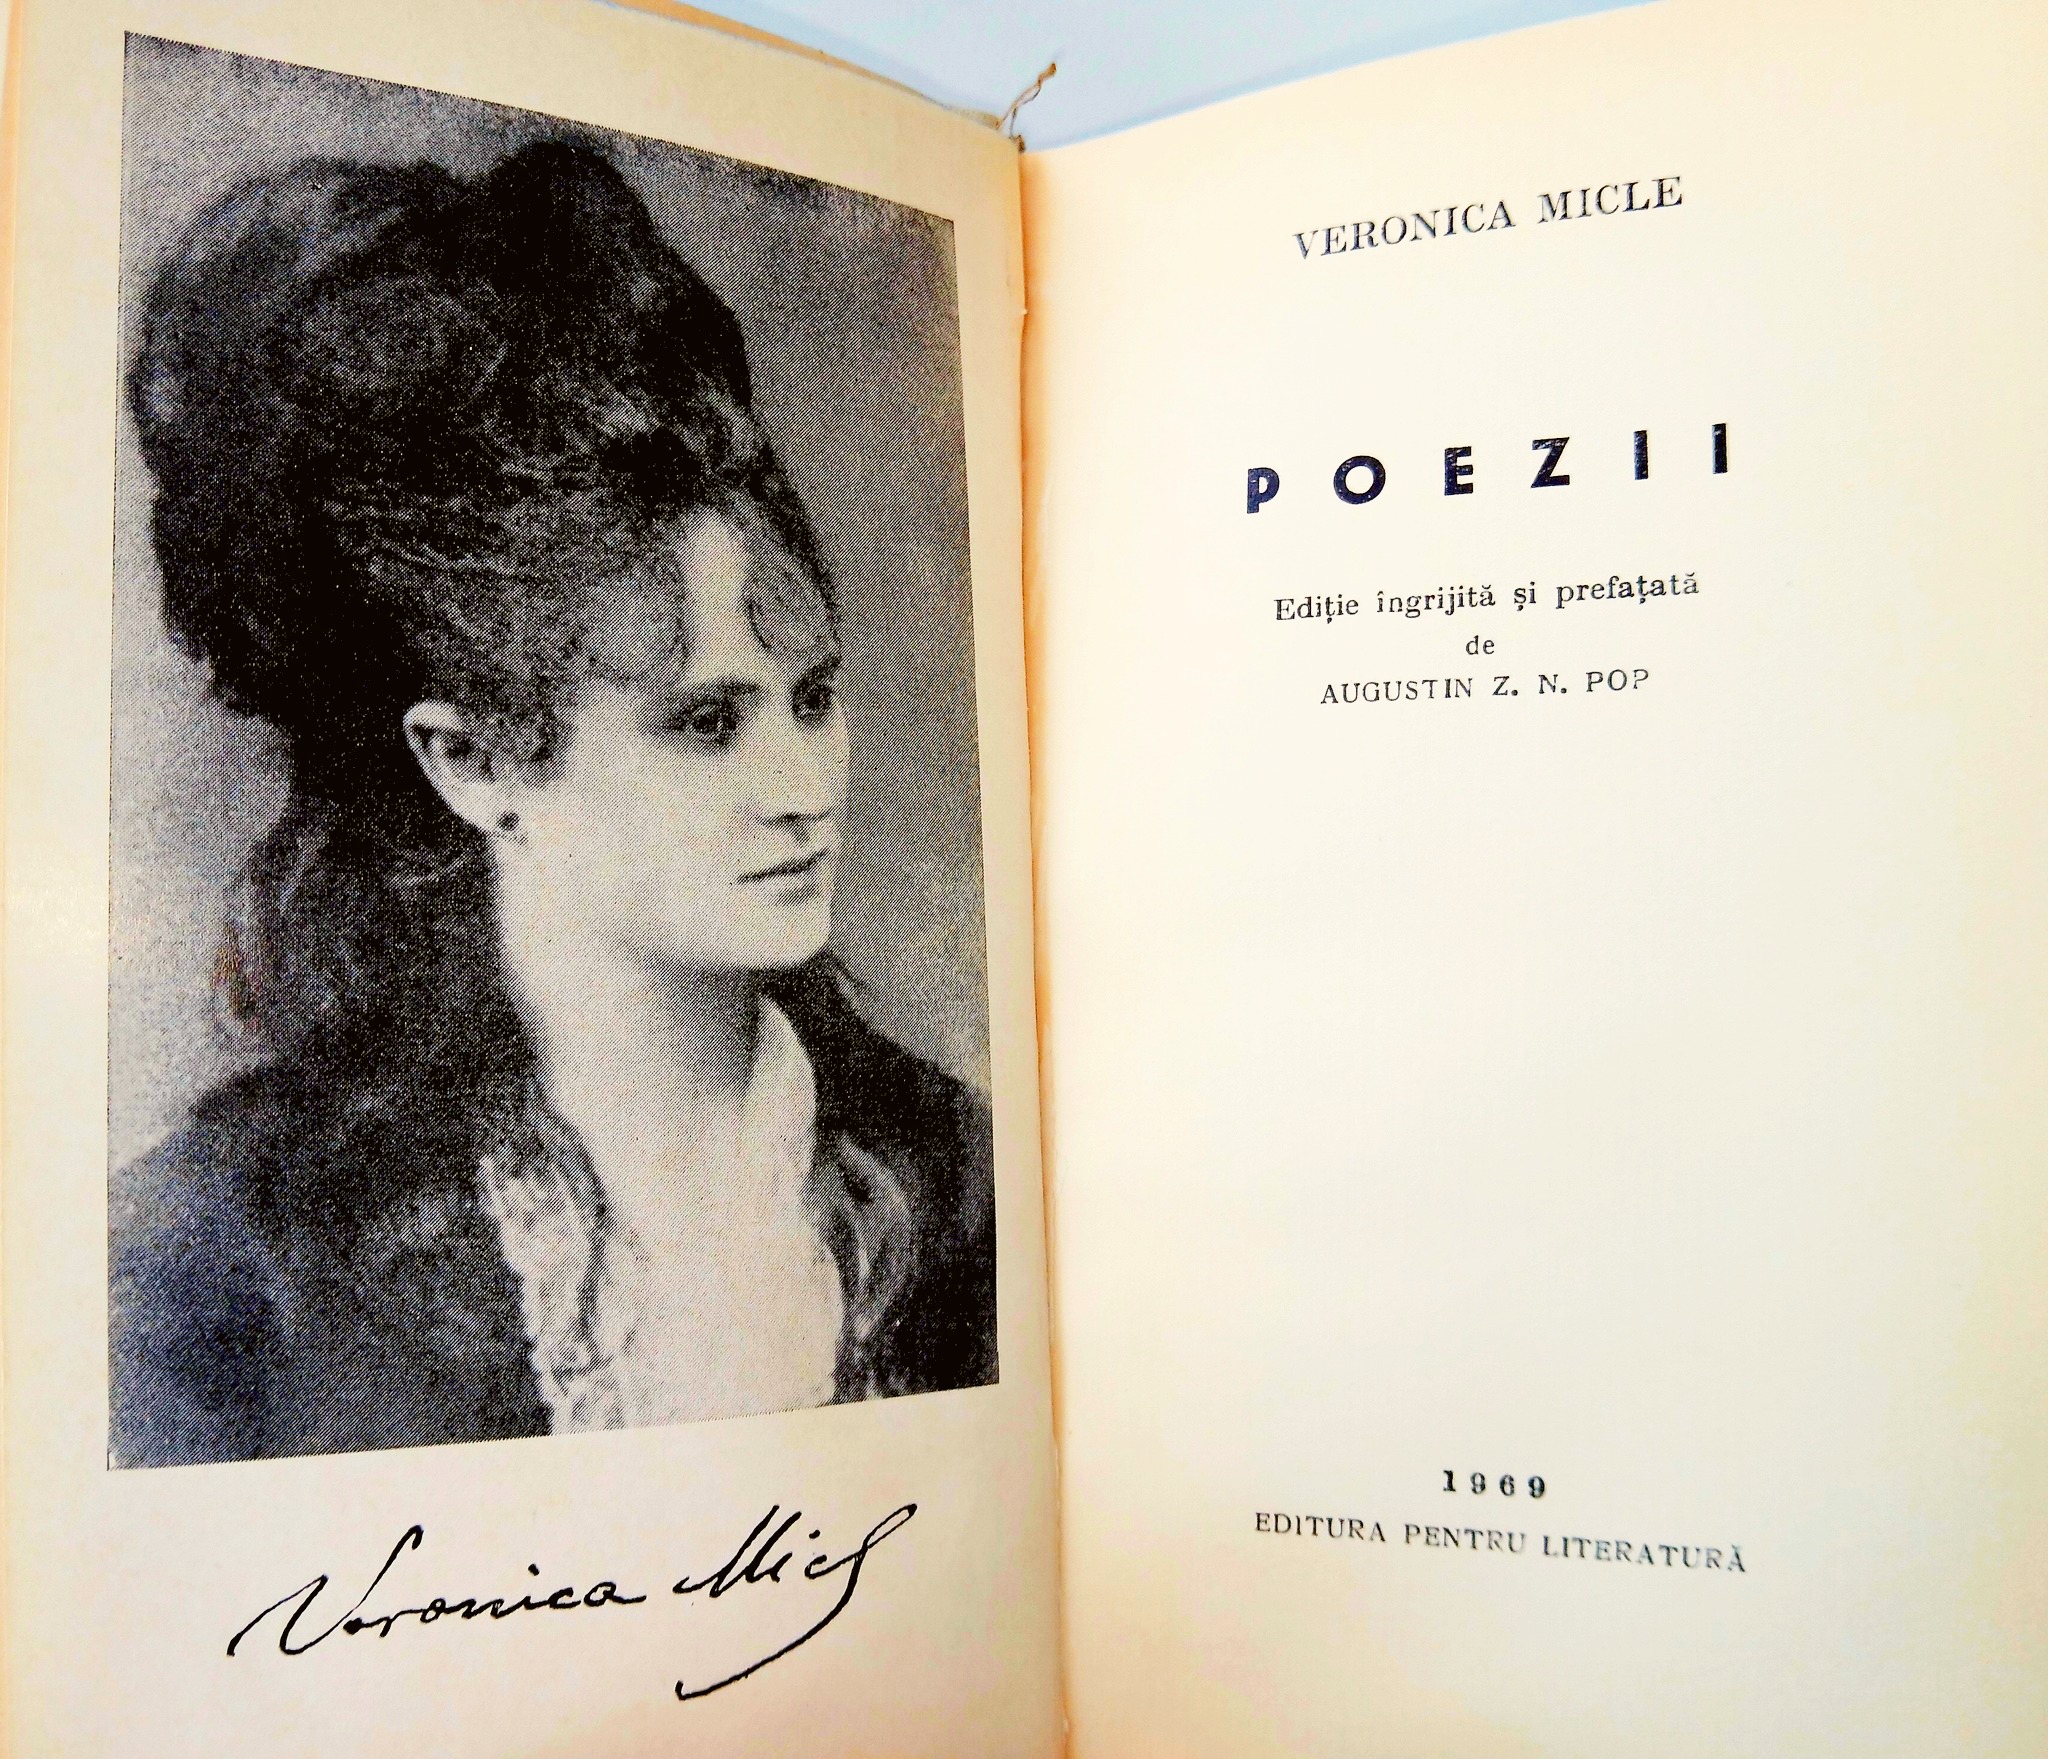 Veronica Micle
VERONICA MICLE
POEZII
Ediție îngrijită și prefațată
de
AUGUSTIN Z. N. POP
1969
EDITURA PENTRU LITERATURĂ